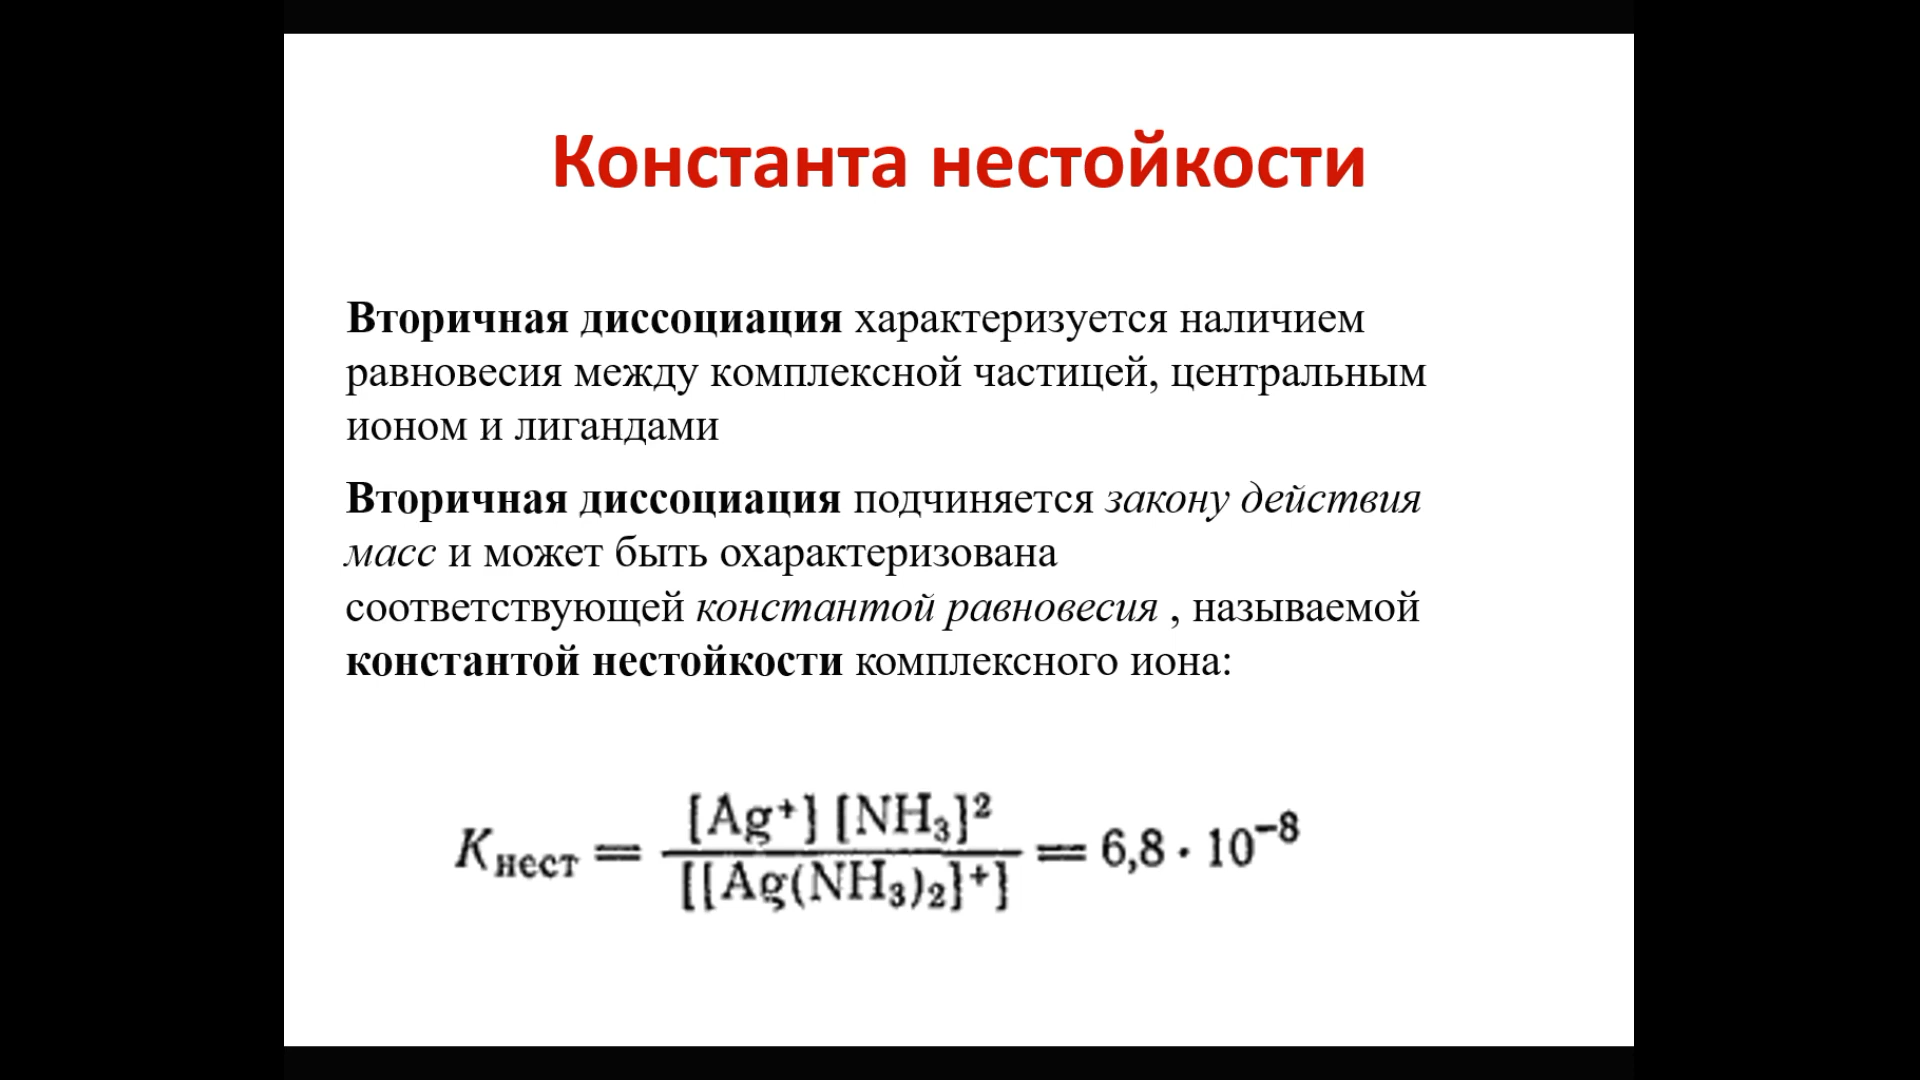 Константа нестойкости
Вторичная диссоциация характеризуется наличием
равновесия между комплексной частицей, центральным
ионом и лигандами
Вторичная диссоциация подчиняется закону действия
масс и может быть охарактеризована
соответствующей константой равновесия , называемой
константой нестойкости комплексного иона:
K нест = [Ag⁺] [NH₃]² / [[Ag(NH₃)₂]⁺] = 6,8 · 10⁻⁸